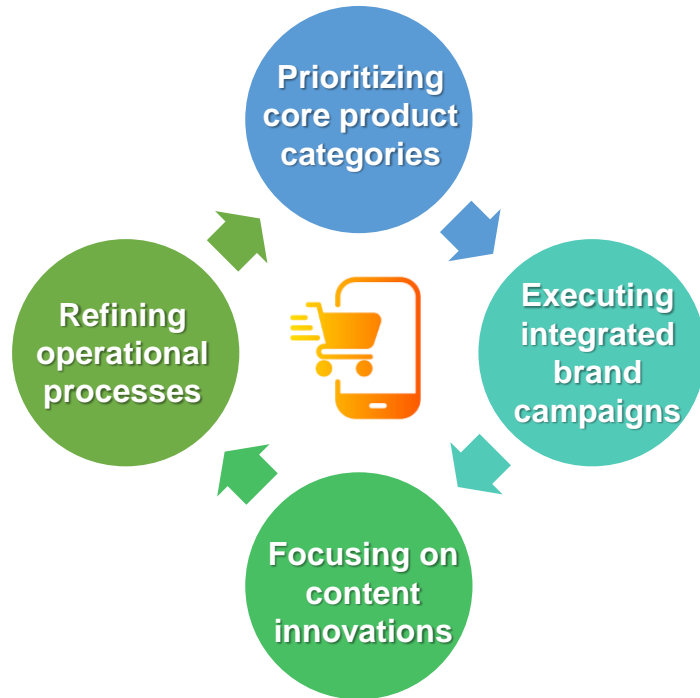 Prioritizing
core product
categories
Executing
integrated
brand
campaigns
Focusing on
content
innovations
Refining
operational
processes